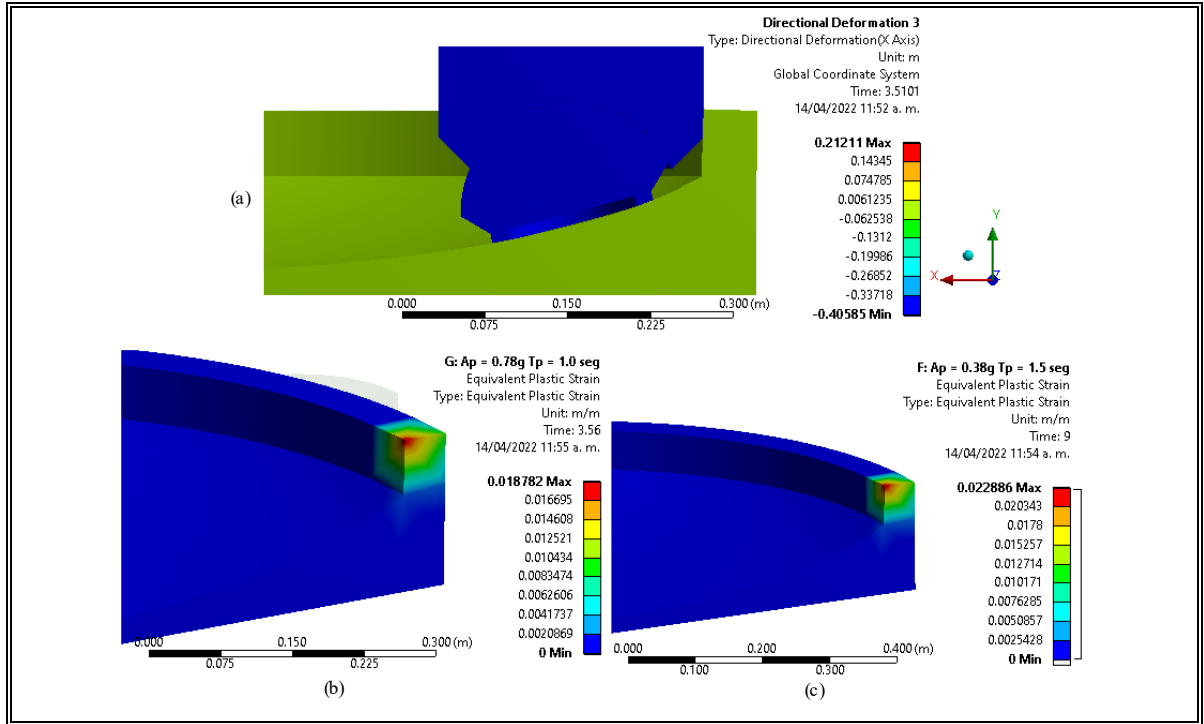 Directional Deformation 3
Type: Directional Deformation(X Axis)
Unit: m
Global Coordinate System
Time: 3.5101
14/04/2022 11:52 a. m.
0.21211 Max
0.14345
0.074785
0.0061235
-0.062538
-0.1312
-0.19986
-0.26852
-0.33718
-0.40585 Min
Y
X
Z
(a)
0.000 0.150 0.300 (m)
0.075 0.225
G: Ap = 0.78g Tp = 1.0 seg
Equivalent Plastic Strain
Type: Equivalent Plastic Strain
Unit: m/m
Time: 3.56
14/04/2022 11:55 a. m.
0.018782 Max
0.016695
0.014608
0.012521
0.010434
0.0083474
0.0062606
0.0041737
0.0020869
0 Min
0.000 0.150 0.300 (m)
0.075 0.225
(b)
F: Ap = 0.38g Tp = 1.5 seg
Equivalent Plastic Strain
Type: Equivalent Plastic Strain
Unit: m/m
Time: 9
14/04/2022 11:54 a. m.
0.022886 Max
0.020343
0.0178
0.015257
0.012714
0.010171
0.0076285
0.0050857
0.0025428
0 Min
0.000 0.200 0.400 (m)
0.100 0.300
(c)